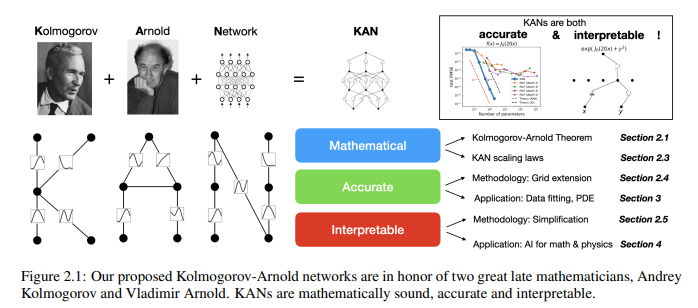 Kolmogorov
Arnold
Network
KAN
+
+
=
KANs are both
accurate & interpretable !
f(x) = J₀(20x)
exp(J₀(20x) + y²)
test RMSE
Number of parameters
KAN
x
y
Mathematical
Kolmogorov-Arnold Theorem Section 2.1
KAN scaling laws Section 2.3
Accurate
Methodology: Grid extension Section 2.4
Application: Data fitting, PDE Section 3
Interpretable
Methodology: Simplification Section 2.5
Application: AI for math & physics Section 4
Figure 2.1: Our proposed Kolmogorov-Arnold networks are in honor of two great late mathematicians, Andrey
Kolmogorov and Vladimir Arnold. KANs are mathematically sound, accurate and interpretable.